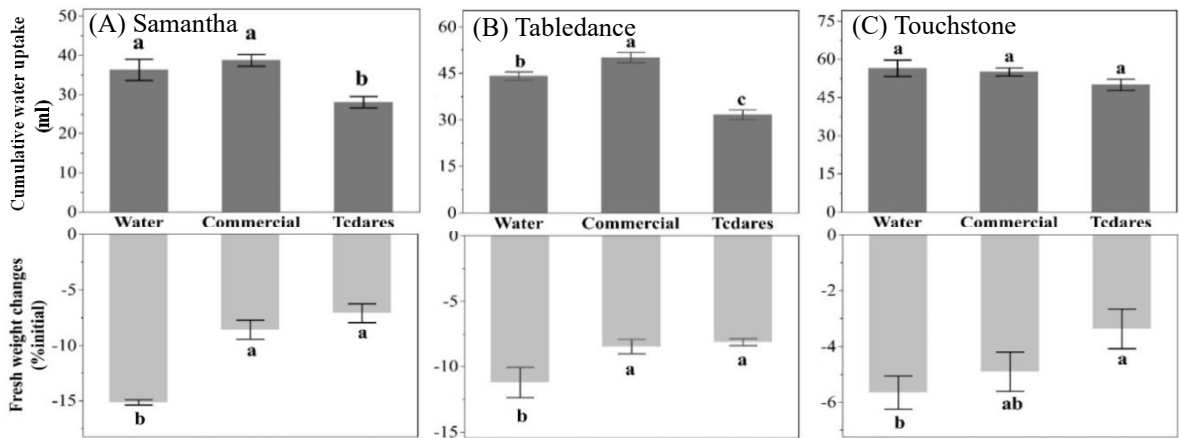 (A) Samantha
(B) Tabledance
(C) Touchstone
Cumulative water uptake
(ml)
50
40
30
20
10
0
a
a
b
Water
Commercial
Tcdares
60
45
30
15
0
b
a
c
Water
Commercial
Tcdares
75
60
45
30
15
0
a
a
a
Water
Commercial
Tcdares
Fresh weight changes
(%initial)
0
-5
-10
-15
b
a
a
0
-5
-10
-15
b
a
a
0
-2
-4
-6
b
ab
a